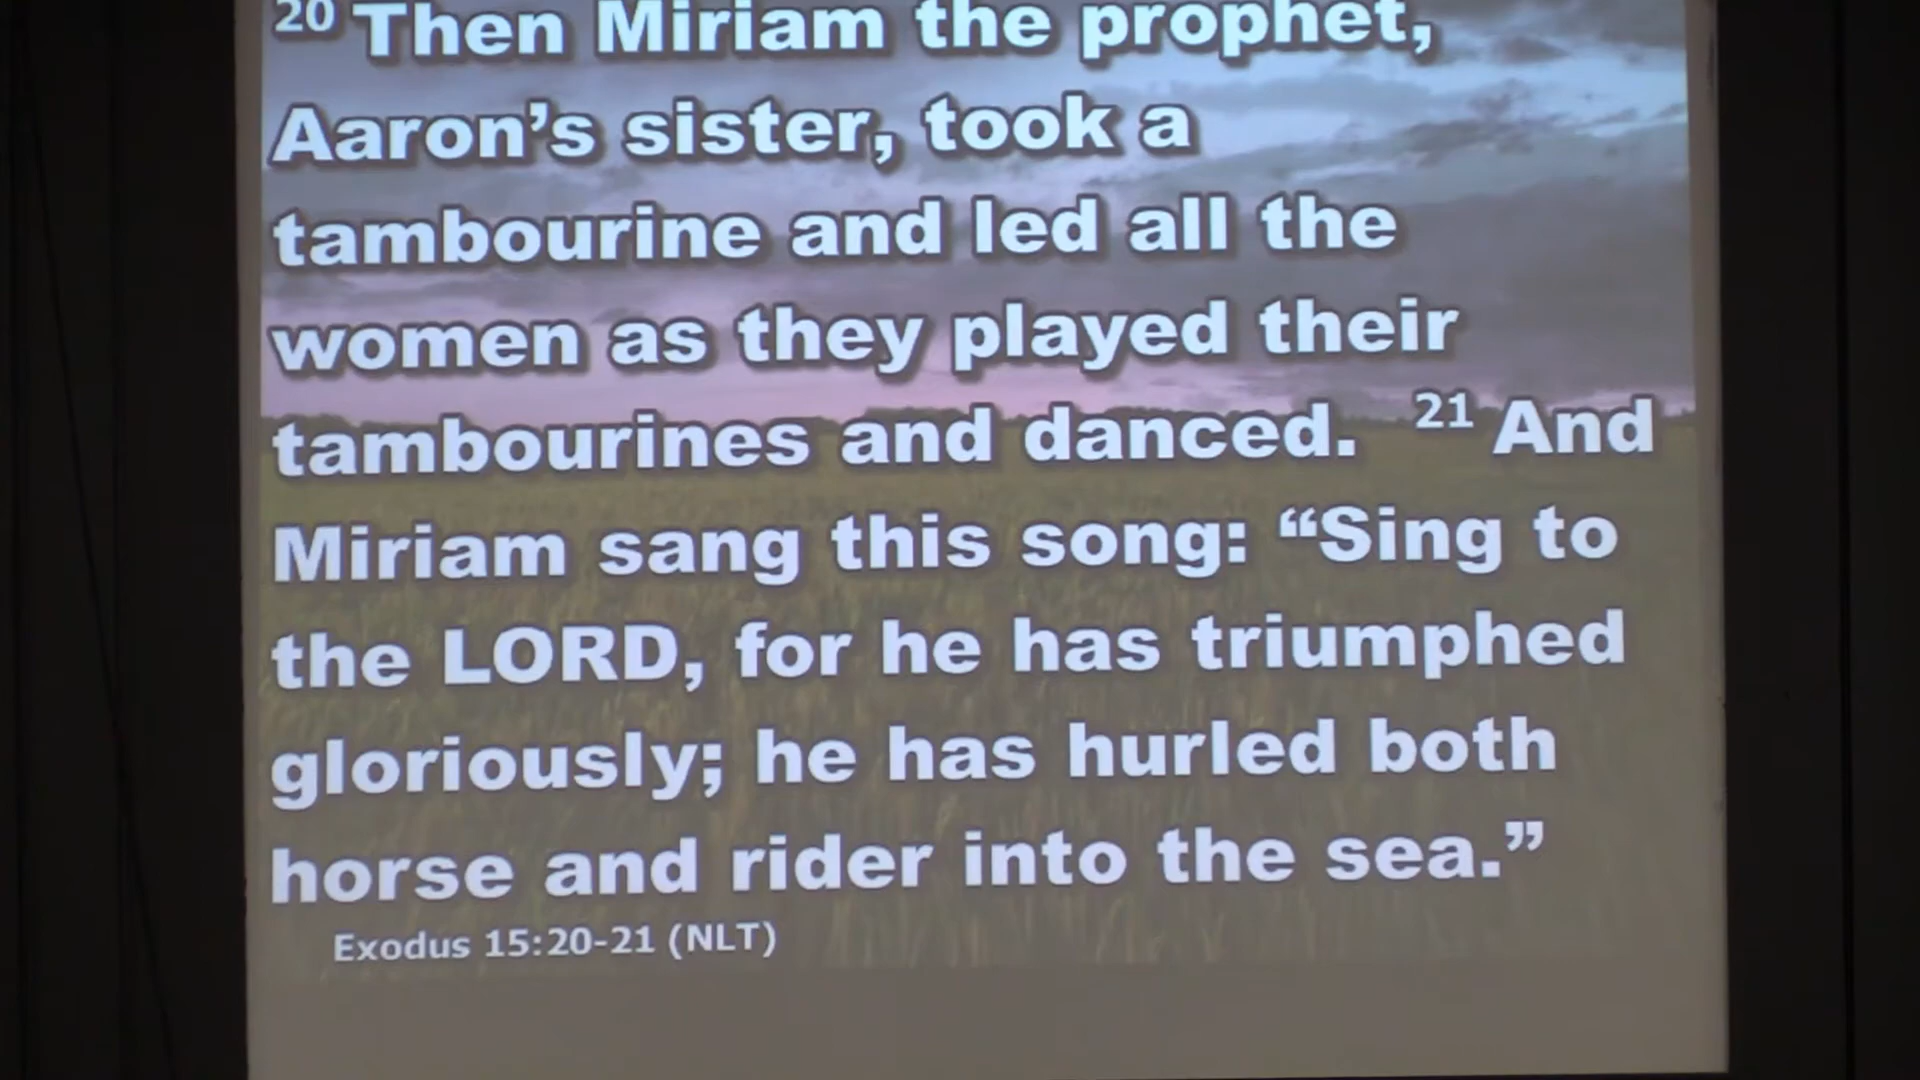 20 Then Miriam the prophet,
Aaron’s sister, took a
tambourine and led all the
women as they played their
tambourines and danced. 21 And
Miriam sang this song: “Sing to
the LORD, for he has triumphed
gloriously; he has hurled both
horse and rider into the sea.”
Exodus 15:20-21 (NLT)